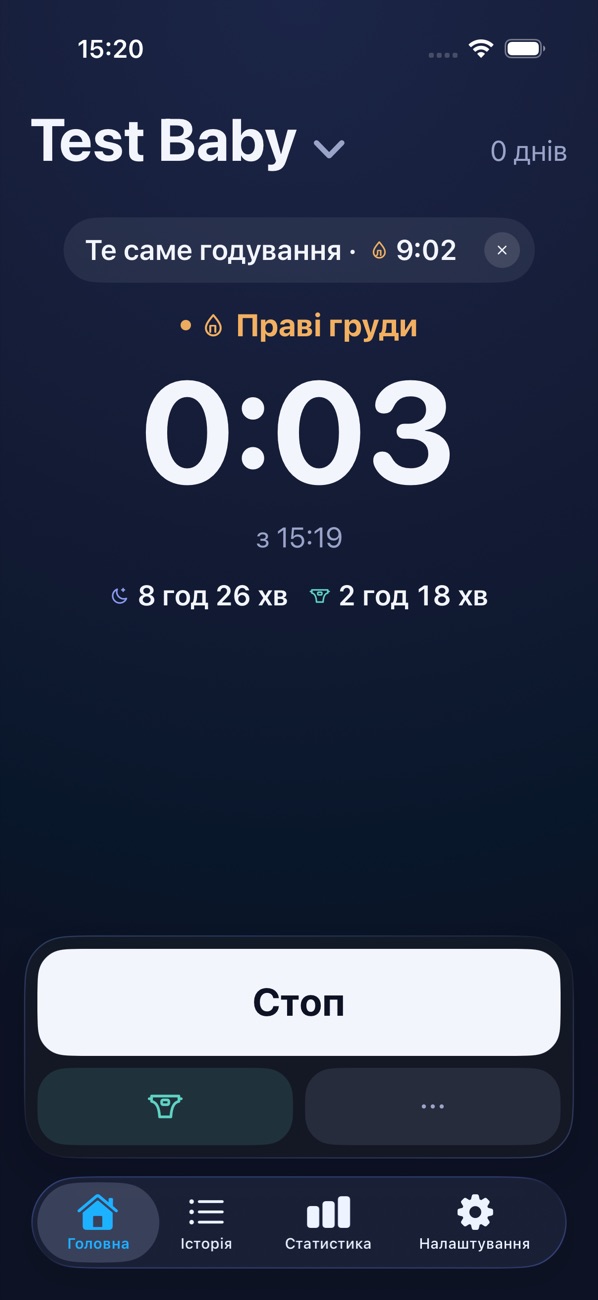 15:20
Test Baby
0 днів
Те саме годування · п 9:02 ×
• п Праві груди
0:03
з 15:19
8 год 26 хв 2 год 18 хв
Стоп
...
Головна Історія Статистика Налаштування